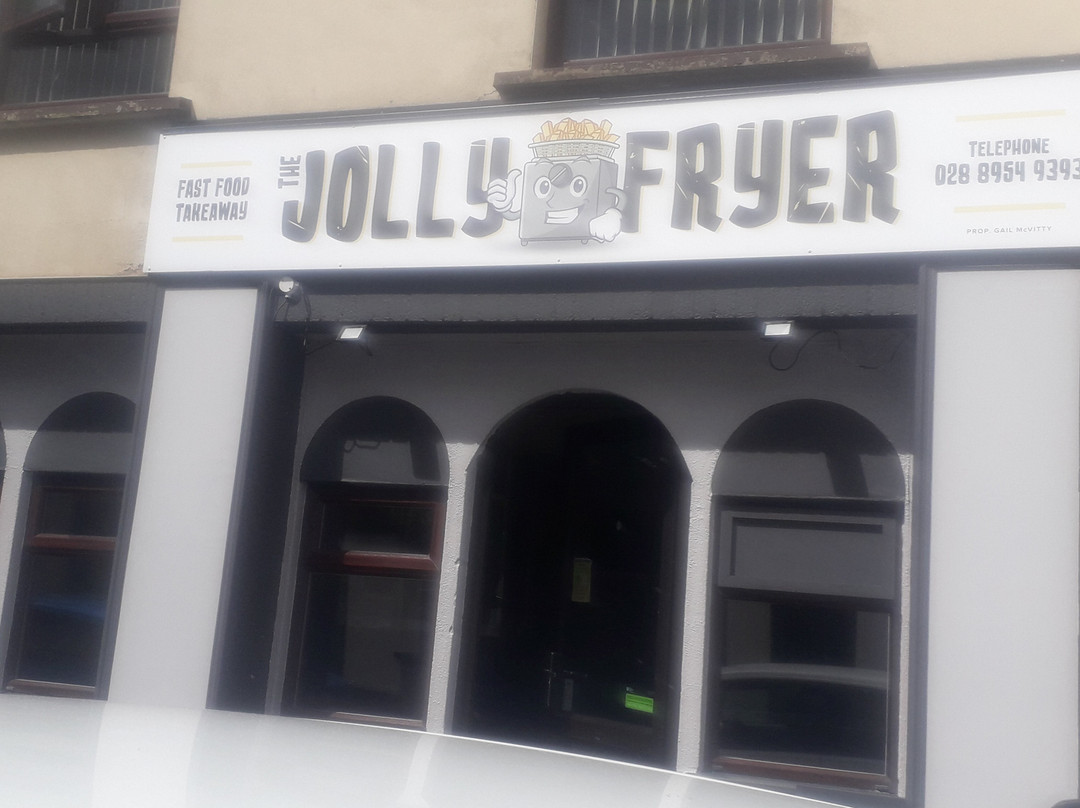 FAST FOOD
TAKEAWAY
THE JOLLY FRYER
TELEPHONE
028 8954 9393
PROP. GAIL McVITTY